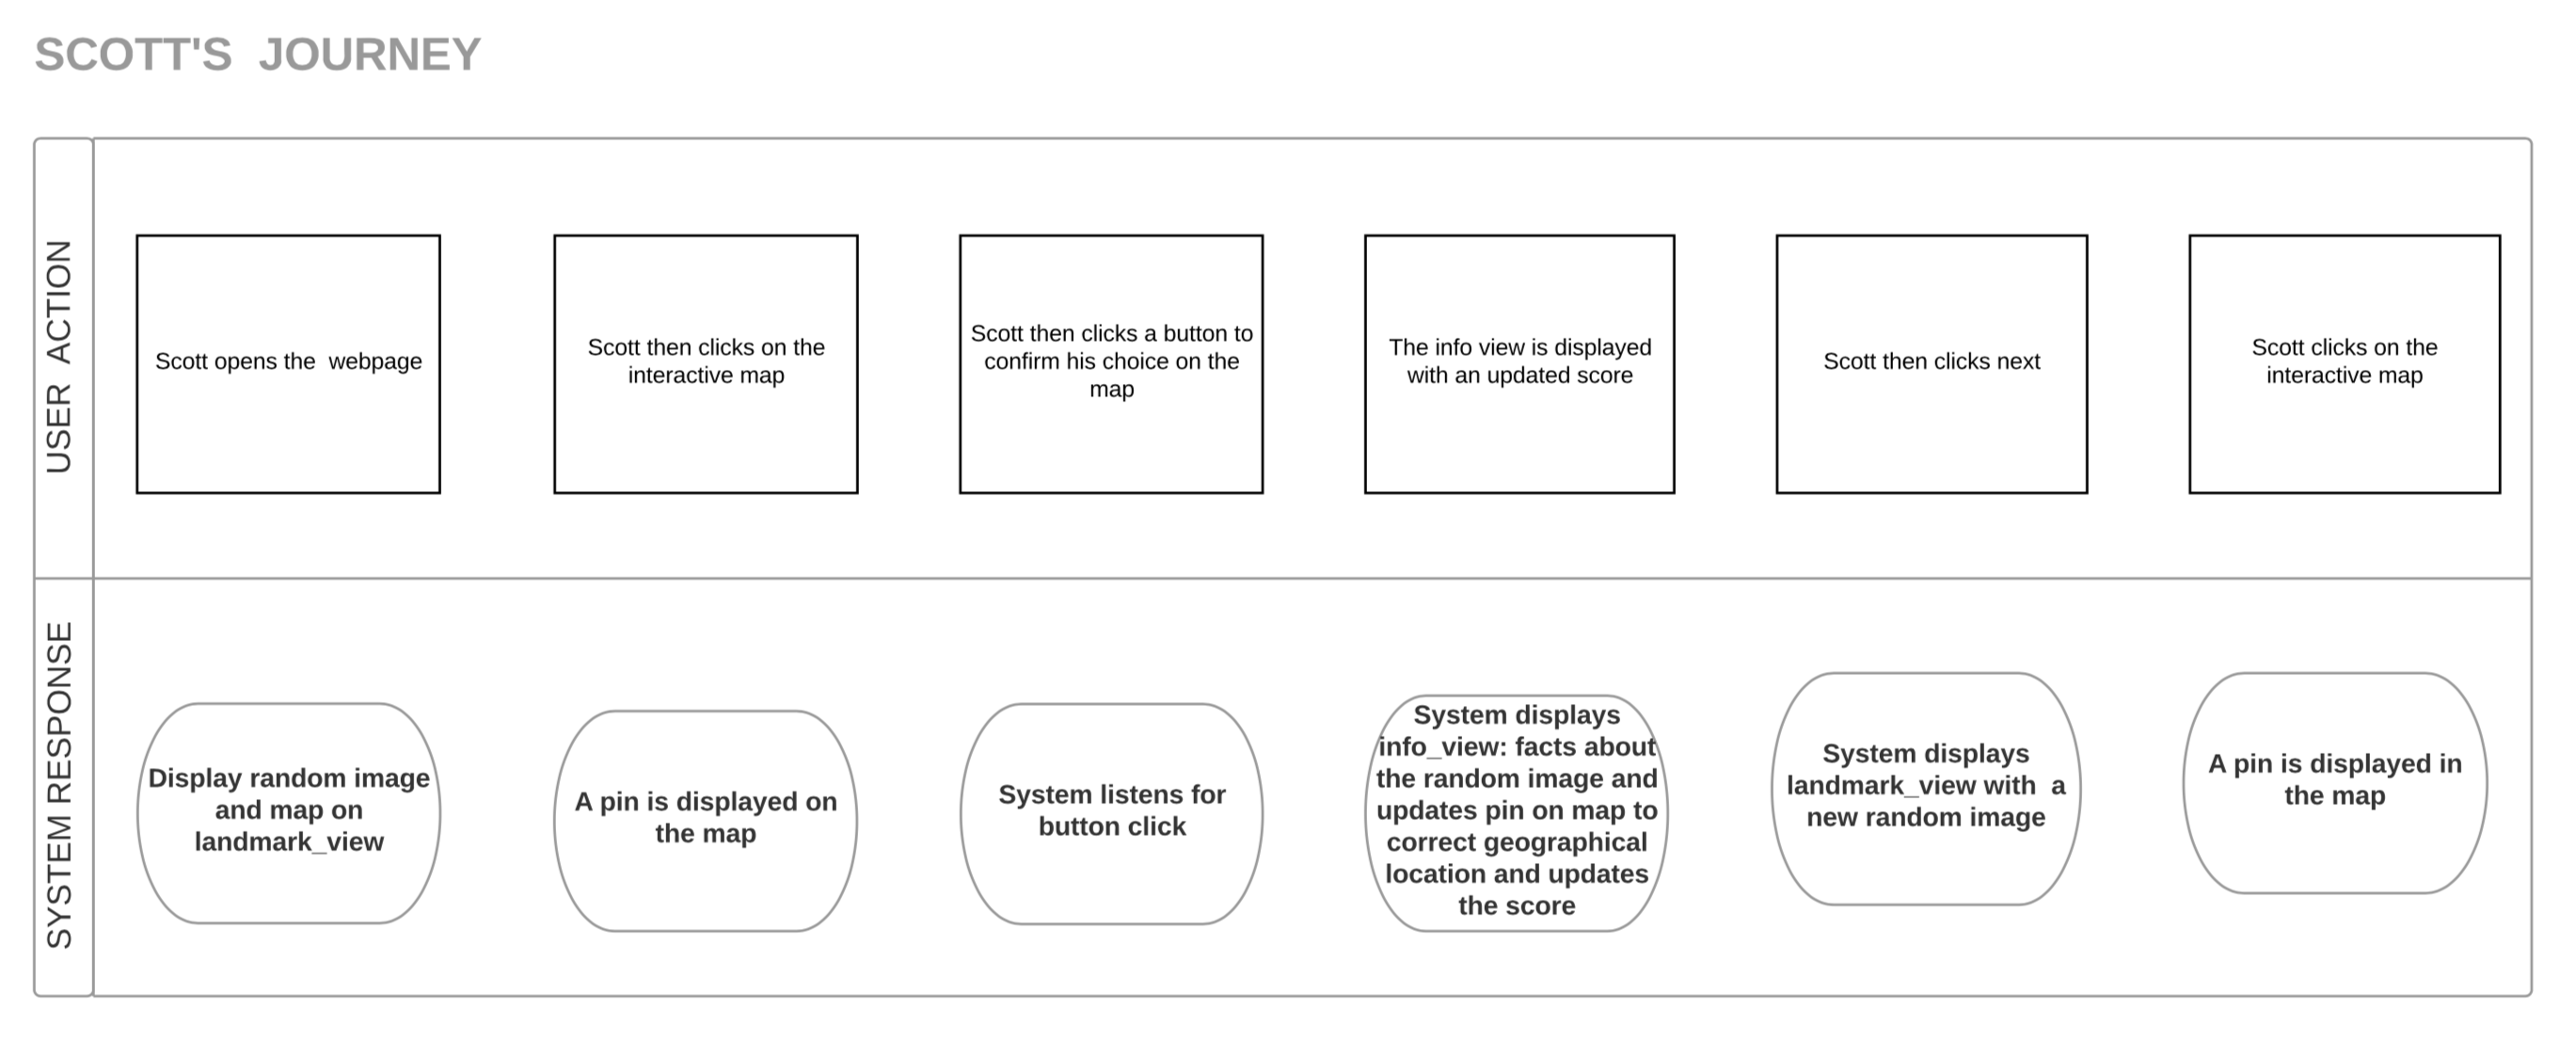 SCOTT'S  JOURNEY
USER  ACTION
Scott opens the  webpage
Scott then clicks on the
interactive map
Scott then clicks a button to
confirm his choice on the
map
The info view is displayed
with an updated score
Scott then clicks next
Scott clicks on the
interactive map
SYSTEM RESPONSE
Display random image
and map on
landmark_view
A pin is displayed on
the map
System listens for
button click
System displays
info_view: facts about
the random image and
updates pin on map to
correct geographical
location and updates
the score
System displays
landmark_view with  a
new random image
A pin is displayed in
the map